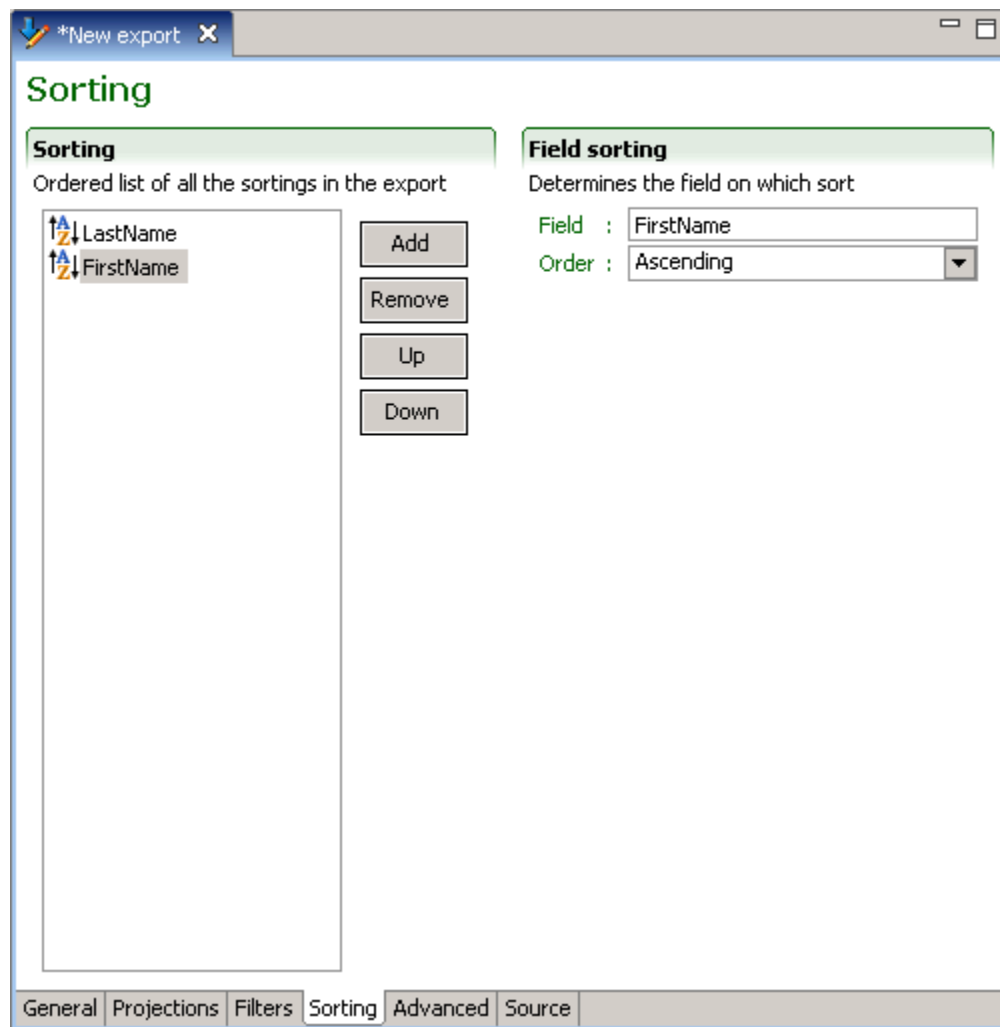 *New export
Sorting
Sorting
Ordered list of all the sortings in the export
LastName
FirstName
Add
Remove
Up
Down
Field sorting
Determines the field on which sort
Field : FirstName
Order : Ascending
General Projections Filters Sorting Advanced Source